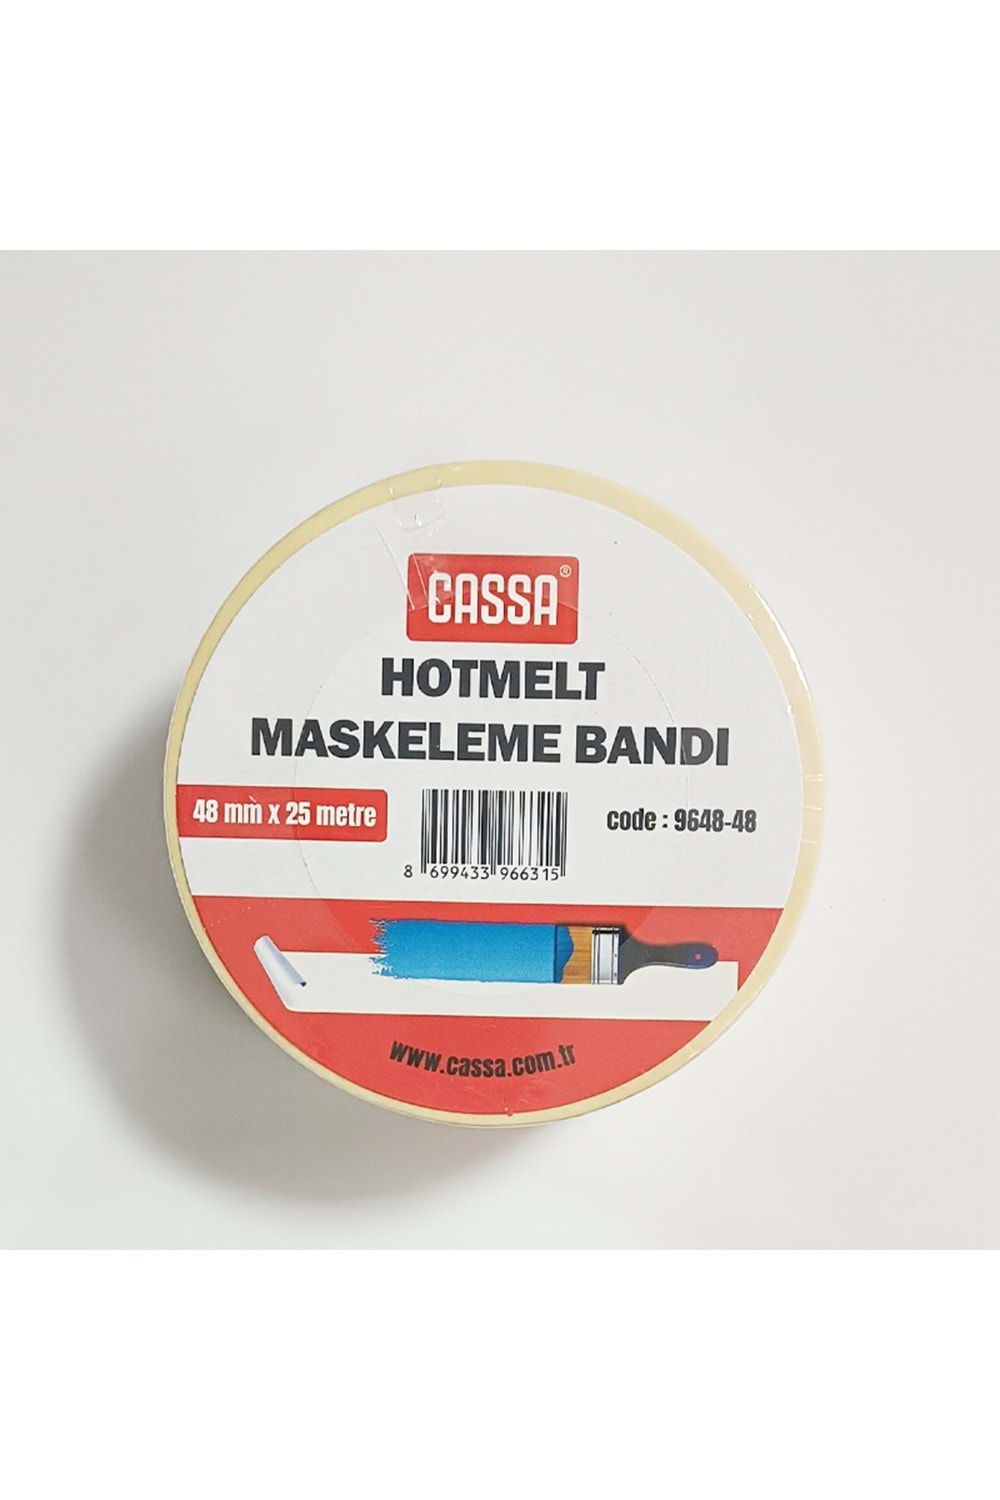 CASSA®
HOTMELT
MASKELEME BANDI
48 mm x 25 metre
code : 9648-48
8 699433 966315
www.cassa.com.tr